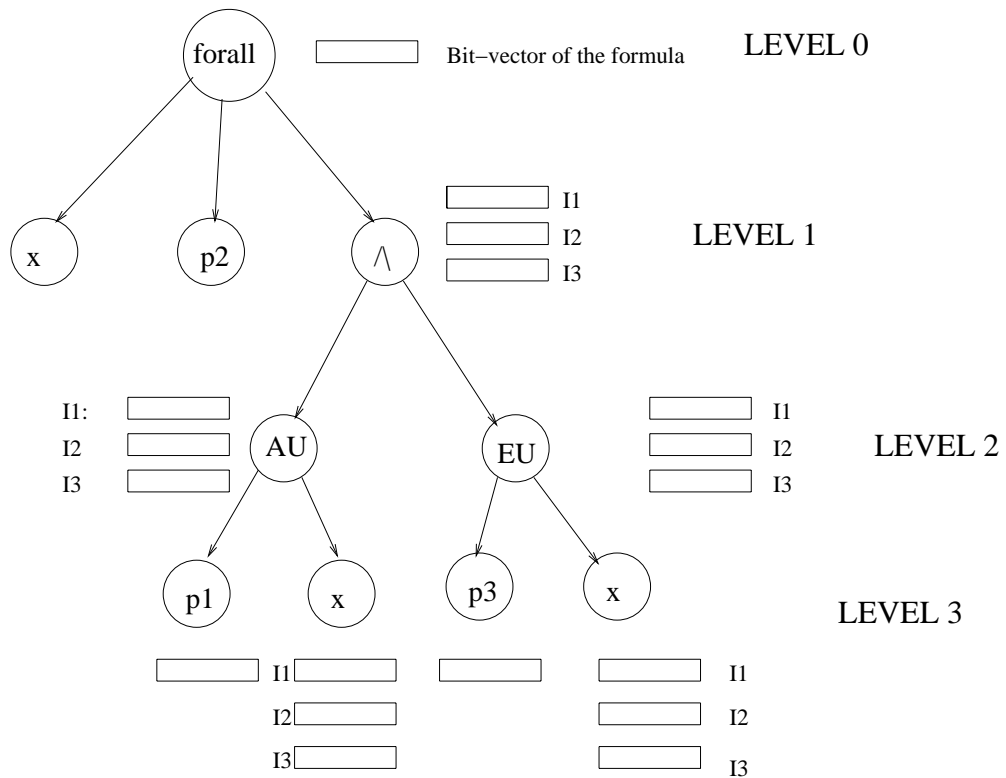 forall
Bit-vector of the formula
LEVEL 0
x
p2
/\
I1
I2
I3
LEVEL 1
I1:
I2
I3
AU
EU
I1
I2
I3
LEVEL 2
p1
x
p3
x
LEVEL 3
I1
I1
I2
I2
I3
I3